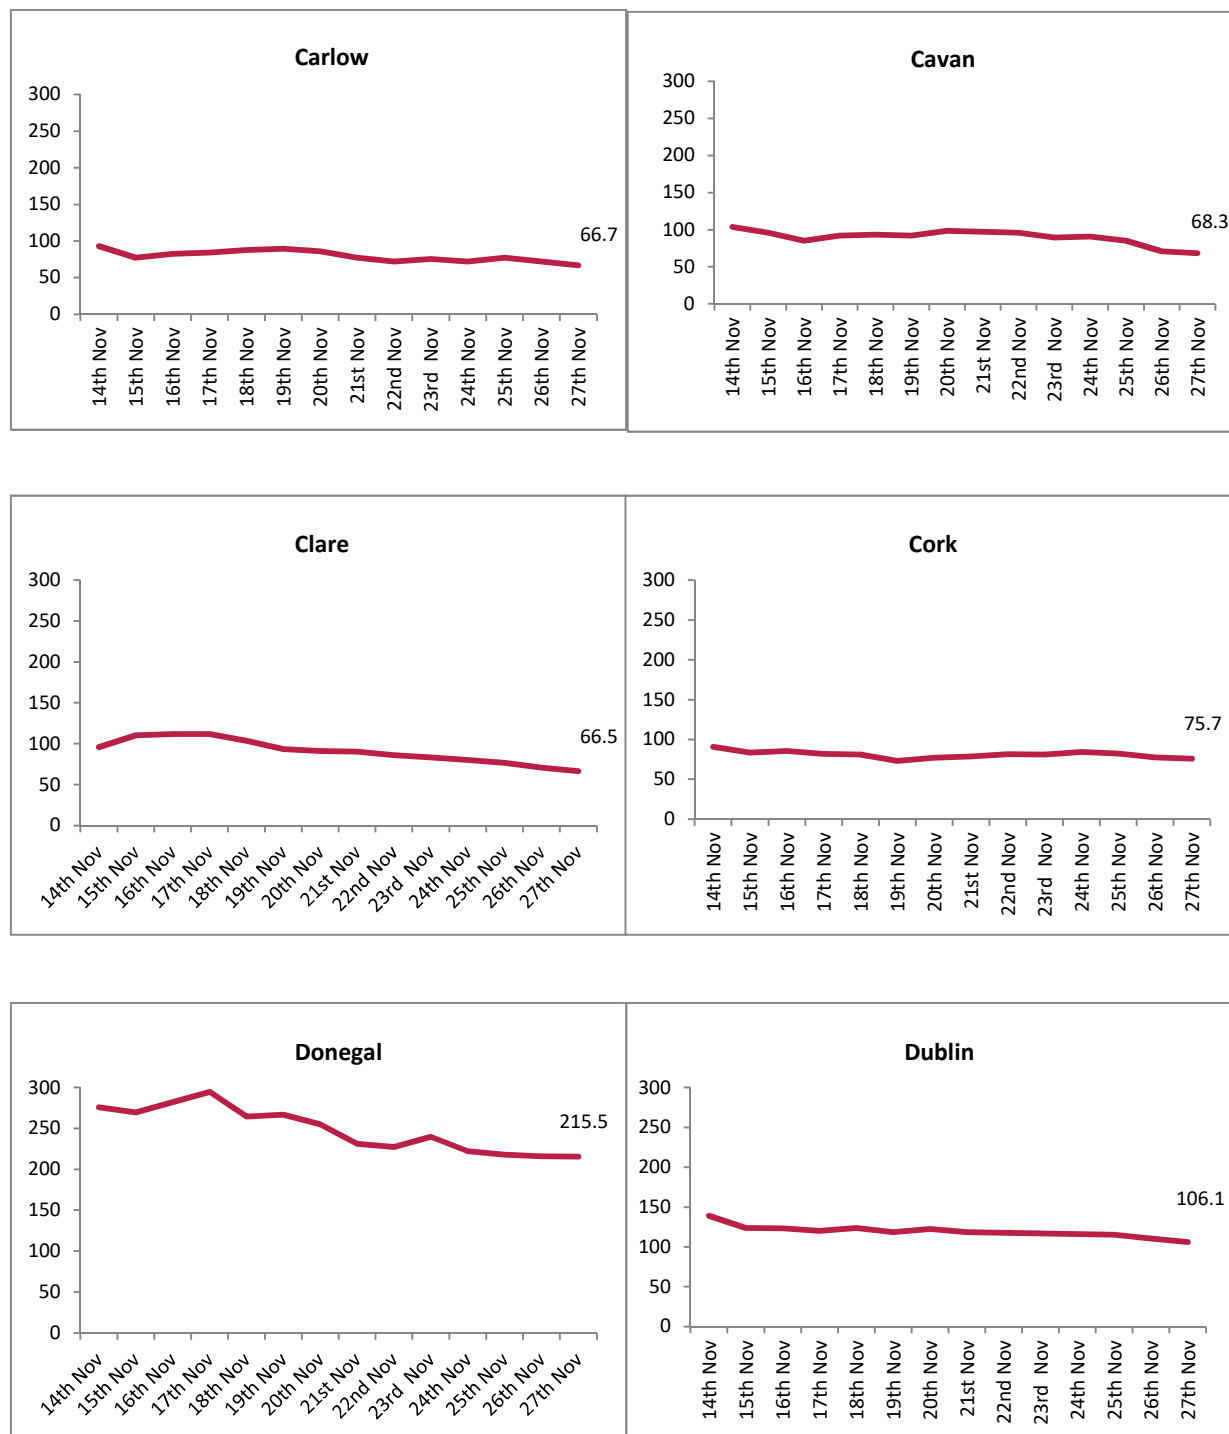 Carlow
300
250
200
150
100
50
0
66.7
14th Nov
15th Nov
16th Nov
17th Nov
18th Nov
19th Nov
20th Nov
21st Nov
22nd Nov
23rd  Nov
24th Nov
25th Nov
26th Nov
27th Nov
Cavan
300
250
200
150
100
50
0
68.3
14th Nov
15th Nov
16th Nov
17th Nov
18th Nov
19th Nov
20th Nov
21st Nov
22nd Nov
23rd  Nov
24th Nov
25th Nov
26th Nov
27th Nov
Clare
300
250
200
150
100
50
0
66.5
14th Nov
15th Nov
16th Nov
17th Nov
18th Nov
19th Nov
20th Nov
21st Nov
22nd Nov
23rd  Nov
24th Nov
25th Nov
26th Nov
27th Nov
Cork
300
250
200
150
100
50
0
75.7
14th Nov
15th Nov
16th Nov
17th Nov
18th Nov
19th Nov
20th Nov
21st Nov
22nd Nov
23rd  Nov
24th Nov
25th Nov
26th Nov
27th Nov
Donegal
300
250
200
150
100
50
0
215.5
14th Nov
15th Nov
16th Nov
17th Nov
18th Nov
19th Nov
20th Nov
21st Nov
22nd Nov
23rd  Nov
24th Nov
25th Nov
26th Nov
27th Nov
Dublin
300
250
200
150
100
50
0
106.1
14th Nov
15th Nov
16th Nov
17th Nov
18th Nov
19th Nov
20th Nov
21st Nov
22nd Nov
23rd  Nov
24th Nov
25th Nov
26th Nov
27th Nov